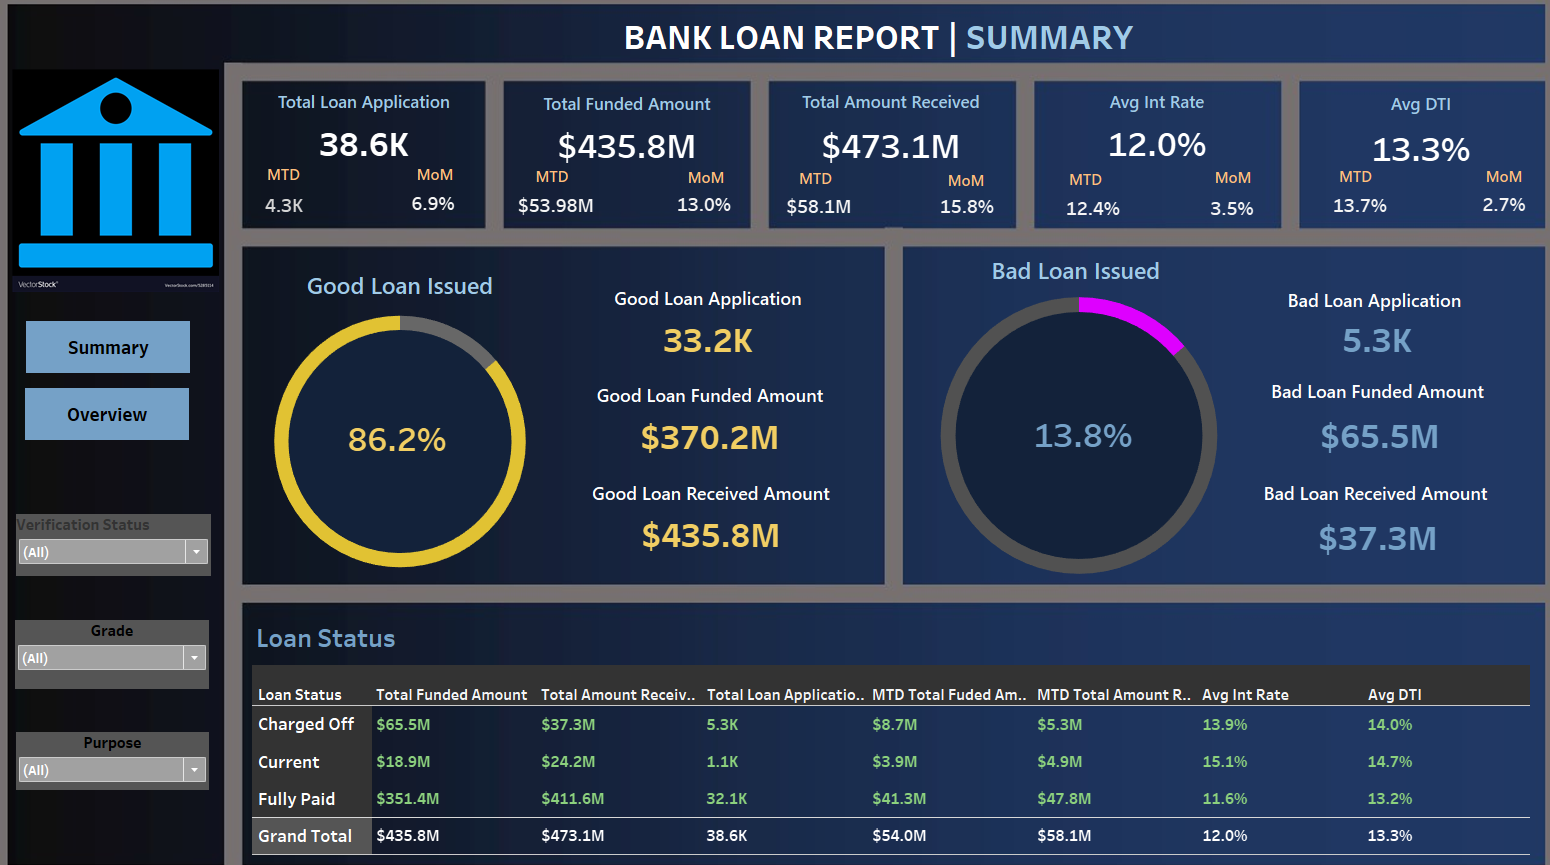 BANK LOAN REPORT | SUMMARY
VectorStock®
VectorStock.com/5285514
Summary
Overview
Verification Status
(All)
Grade
(All)
Purpose
(All)
Total Loan Application
38.6K
MTD MoM
4.3K 6.9%
Total Funded Amount
$435.8M
MTD MoM
$53.98M 13.0%
Total Amount Received
$473.1M
MTD MoM
$58.1M 15.8%
Avg Int Rate
12.0%
MTD MoM
12.4% 3.5%
Avg DTI
13.3%
MTD MoM
13.7% 2.7%
Good Loan Issued
86.2%
Good Loan Application
33.2K
Good Loan Funded Amount
$370.2M
Good Loan Received Amount
$435.8M
Bad Loan Issued
13.8%
Bad Loan Application
5.3K
Bad Loan Funded Amount
$65.5M
Bad Loan Received Amount
$37.3M
Loan Status
Loan Status Total Funded Amount Total Amount Receiv.. Total Loan Applicatio.. MTD Total Fuded Am.. MTD Total Amount R.. Avg Int Rate Avg DTI
Charged Off $65.5M $37.3M 5.3K $8.7M $5.3M 13.9% 14.0%
Current $18.9M $24.2M 1.1K $3.9M $4.9M 15.1% 14.7%
Fully Paid $351.4M $411.6M 32.1K $41.3M $47.8M 11.6% 13.2%
Grand Total $435.8M $473.1M 38.6K $54.0M $58.1M 12.0% 13.3%